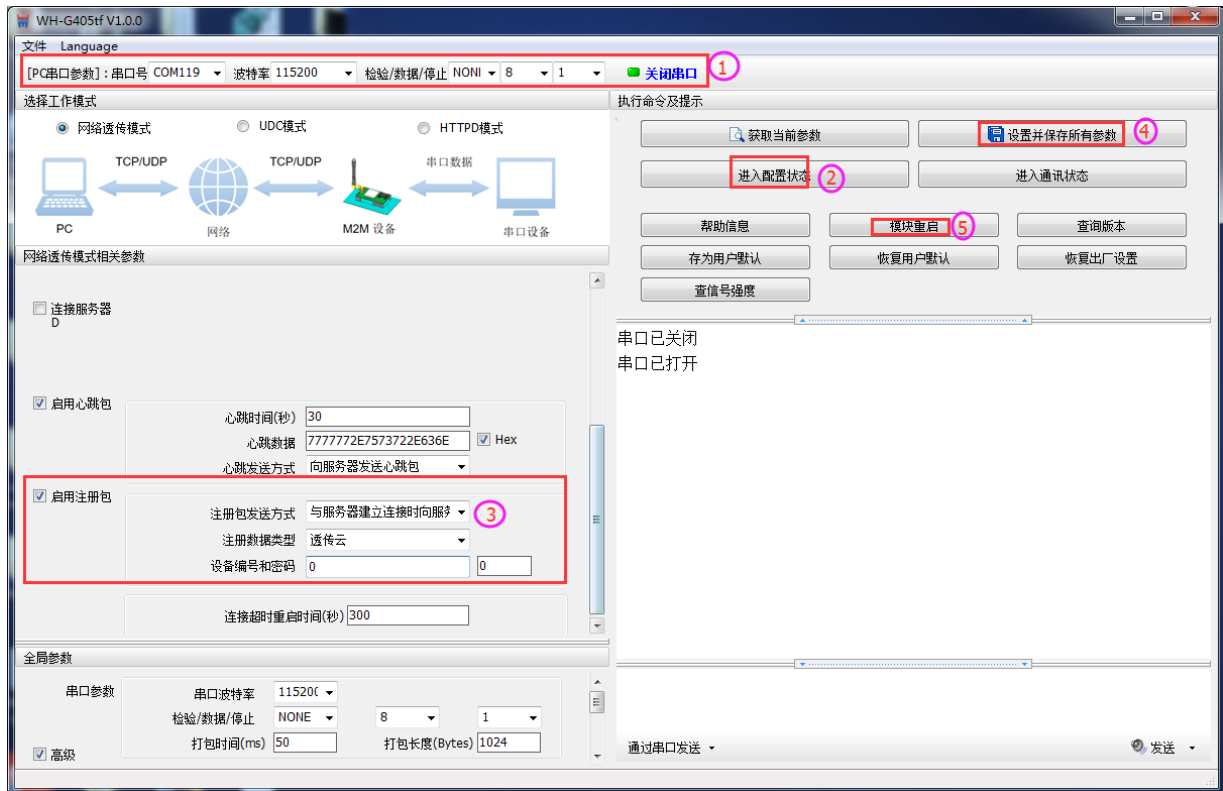 WH-G405tf V1.0.0
文件 Language
[PC串口参数]：串口号 COM119 波特率 115200 检验/数据/停止 NONI 8 1 关闭串口 1
选择工作模式
网络透传模式 UDC模式 HTTPD模式
TCP/UDP TCP/UDP 串口数据
PC 网络 M2M 设备 串口设备
网络透传模式相关参数
连接服务器
D
启用心跳包
心跳时间(秒) 30
心跳数据 7777772E7573722E636E Hex
心跳发送方式 向服务器发送心跳包
启用注册包
注册包发送方式 与服务器建立连接时向服务 3
注册数据类型 透传云
设备编号和密码 0 0
连接超时重启时间(秒) 300
全局参数
串口参数 串口波特率 115200
检验/数据/停止 NONE 8 1
打包时间(ms) 50 打包长度(Bytes) 1024
高级
执行命令及提示
获取当前参数 设置并保存所有参数 4
进入配置状态 2 进入通讯状态
帮助信息 模块重启 5 查询版本
存为用户默认 恢复用户默认 恢复出厂设置
查信号强度
串口已关闭
串口已打开
通过串口发送 发送